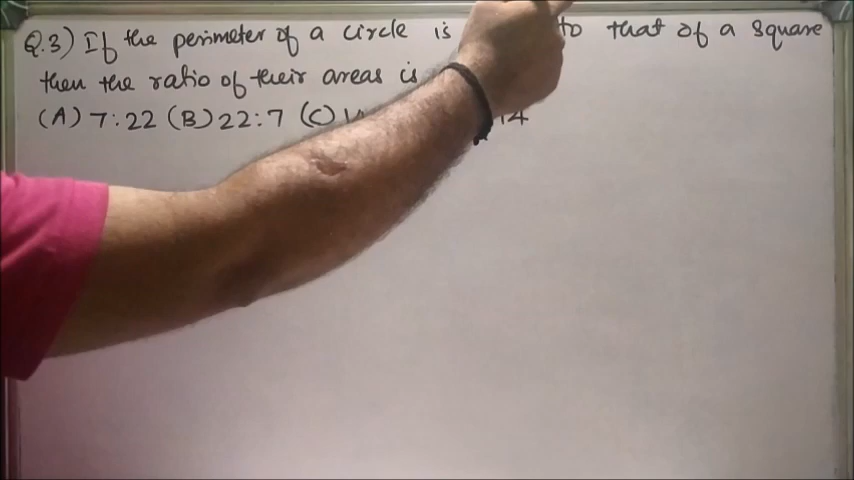 Q.3) If the perimeter of a circle is to that of a square
then the ratio of their areas is
(A) 7:22 (B) 22:7 (C) 14